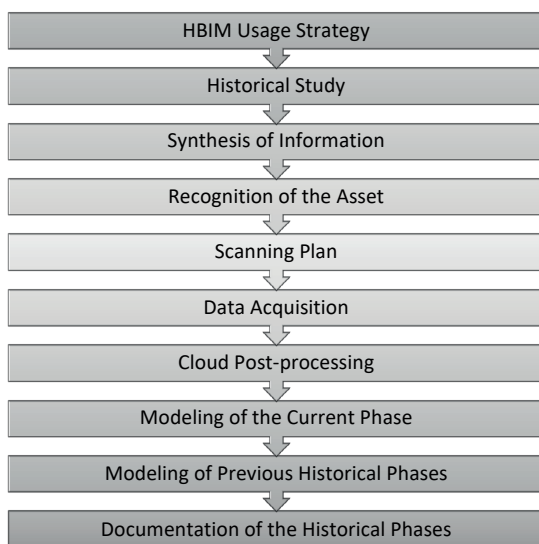 HBIM Usage Strategy
Historical Study
Synthesis of Information
Recognition of the Asset
Scanning Plan
Data Acquisition
Cloud Post-processing
Modeling of the Current Phase
Modeling of Previous Historical Phases
Documentation of the Historical Phases